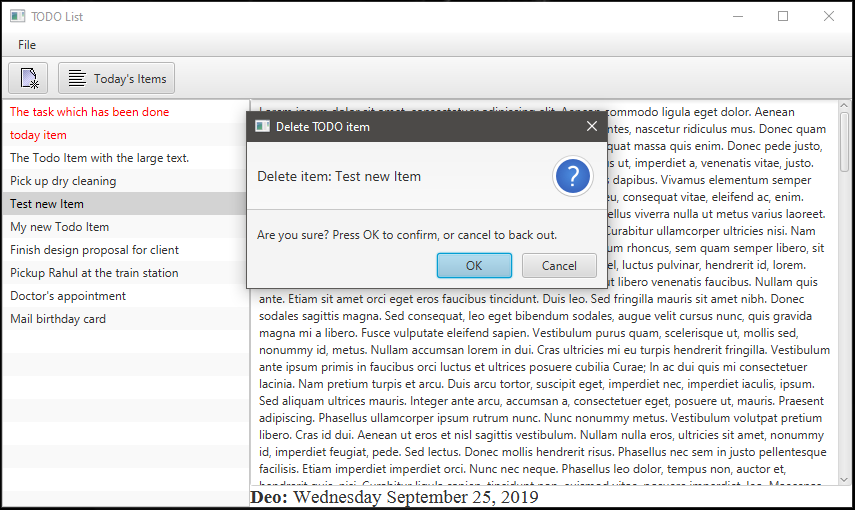 TODO List
File
Today's Items
The task which has been done
today item
The Todo Item with the large text.
Pick up dry cleaning
Test new Item
My new Todo Item
Finish design proposal for client
Pickup Rahul at the train station
Doctor's appointment
Mail birthday card
Delete TODO item
Delete item: Test new Item
?
Are you sure? Press OK to confirm, or cancel to back out.
OK
Cancel
commodo ligula eget dolor. Aenean
ntes, nascetur ridiculus mus. Donec quam
quat massa quis enim. Donec pede justo,
s ut, imperdiet a, venenatis vitae, justo.
s dapibus. Vivamus elementum semper
eu, consequat vitae, eleifend ac, enim.
ellus viverra nulla ut metus varius laoreet.
Curabitur ullamcorper ultricies nisi. Nam
um rhoncus, sem quam semper libero, sit
el, luctus pulvinar, hendrerit id, lorem.
ut libero venenatis faucibus. Nullam quis
ante. Etiam sit amet orci eget eros faucibus tincidunt. Duis leo. Sed fringilla mauris sit amet nibh. Donec
sodales sagittis magna. Sed consequat, leo eget bibendum sodales, augue velit cursus nunc, quis gravida
magna mi a libero. Fusce vulputate eleifend sapien. Vestibulum purus quam, scelerisque ut, mollis sed,
nonummy id, metus. Nullam accumsan lorem in dui. Cras ultricies mi eu turpis hendrerit fringilla. Vestibulum
ante ipsum primis in faucibus orci luctus et ultrices posuere cubilia Curae; In ac dui quis mi consectetuer
lacinia. Nam pretium turpis et arcu. Duis arcu tortor, suscipit eget, imperdiet nec, imperdiet iaculis, ipsum.
Sed aliquam ultrices mauris. Integer ante arcu, accumsan a, consectetuer eget, posuere ut, mauris. Praesent
adipiscing. Phasellus ullamcorper ipsum rutrum nunc. Nunc nonummy metus. Vestibulum volutpat pretium
libero. Cras id dui. Aenean ut eros et nisl sagittis vestibulum. Nullam nulla eros, ultricies sit amet, nonummy
id, imperdiet feugiat, pede. Sed lectus. Donec mollis hendrerit risus. Phasellus nec sem in justo pellentesque
facilisis. Etiam imperdiet imperdiet orci. Nunc nec neque. Phasellus leo dolor, tempus non, auctor et,
Deo: Wednesday September 25, 2019